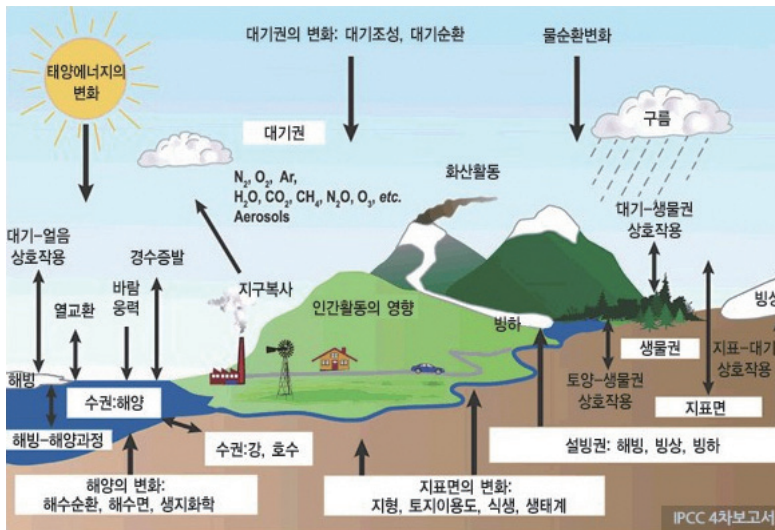 대기권의 변화: 대기조성, 대기순환
물순환변화
태양에너지의
변화
구름
대기권
N₂, O₂, Ar,
H₂O, CO₂, CH₄, N₂O, O₃, etc.
Aerosols
화산활동
대기-얼음
상호작용
경수증발
대기-생물권
상호작용
열교환
바람
응력
지구복사
인간활동의 영향
빙하
빙상
해빙
수권:해양
생물권
지표-대기
상호작용
토양-생물권
상호작용
지표면
해빙-해양과정
수권:강, 호수
설빙권: 해빙, 빙상, 빙하
해양의 변화:
해수순환, 해수면, 생지화학
지표면의 변화:
지형, 토지이용도, 식생, 생태계
IPCC 4차보고서